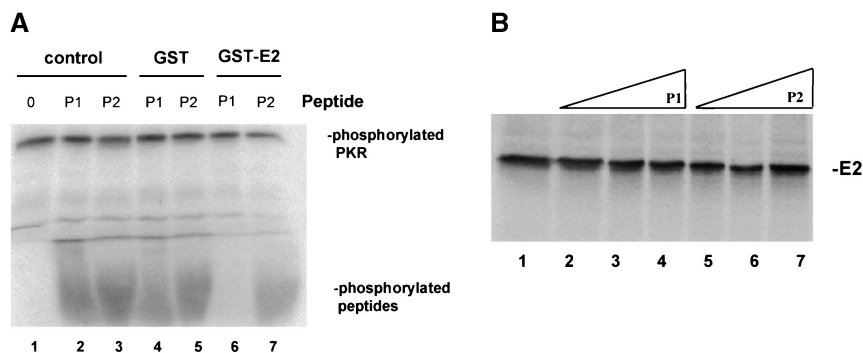 A
control GST GST-E2
0 P1 P2 P1 P2 P1 P2 Peptide
-phosphorylated
PKR
-phosphorylated
peptides
1 2 3 4 5 6 7
B
P1 P2
-E2
1 2 3 4 5 6 7